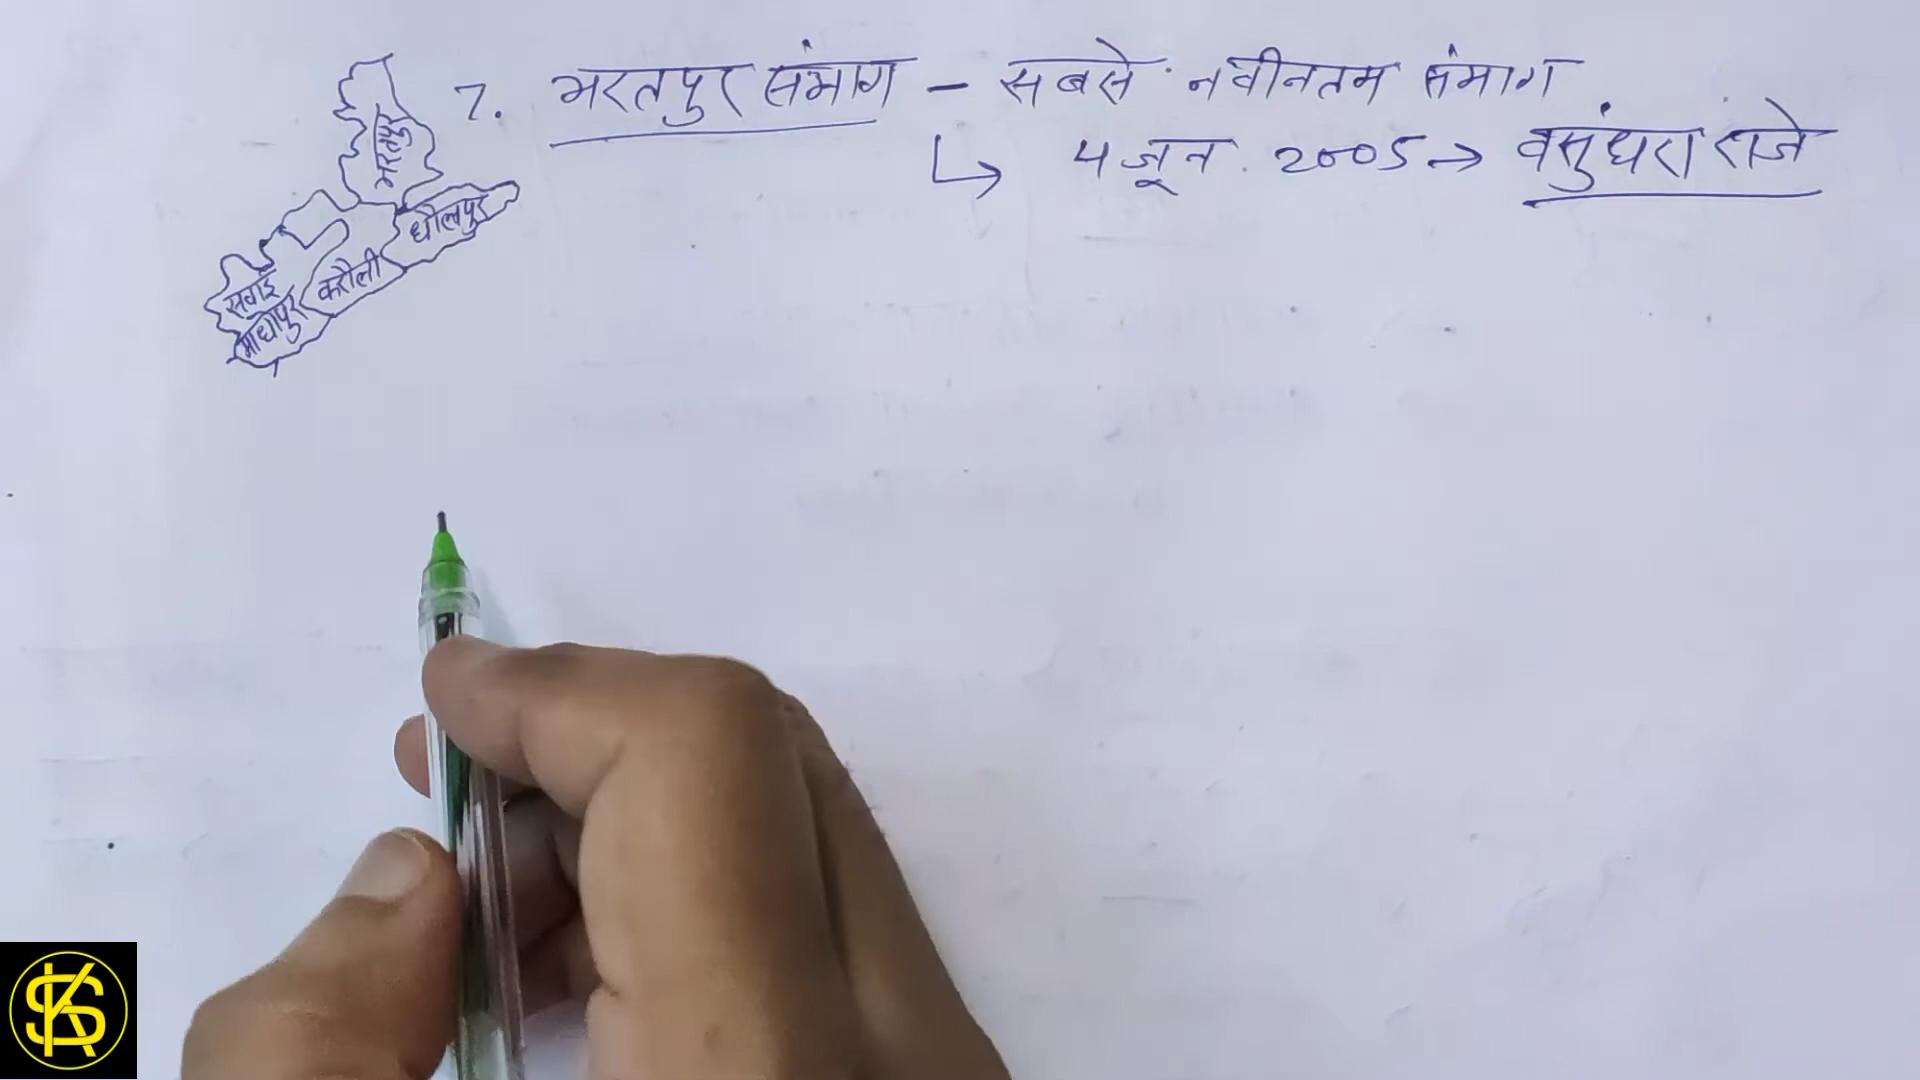 7. भरतपुर संभाग – सबसे नवीनतम संभाग
↳ 4 जून 2005 → वसुंधरा राजे
भरतपुर
धौलपुर
करौली
सवाई
माधोपुर